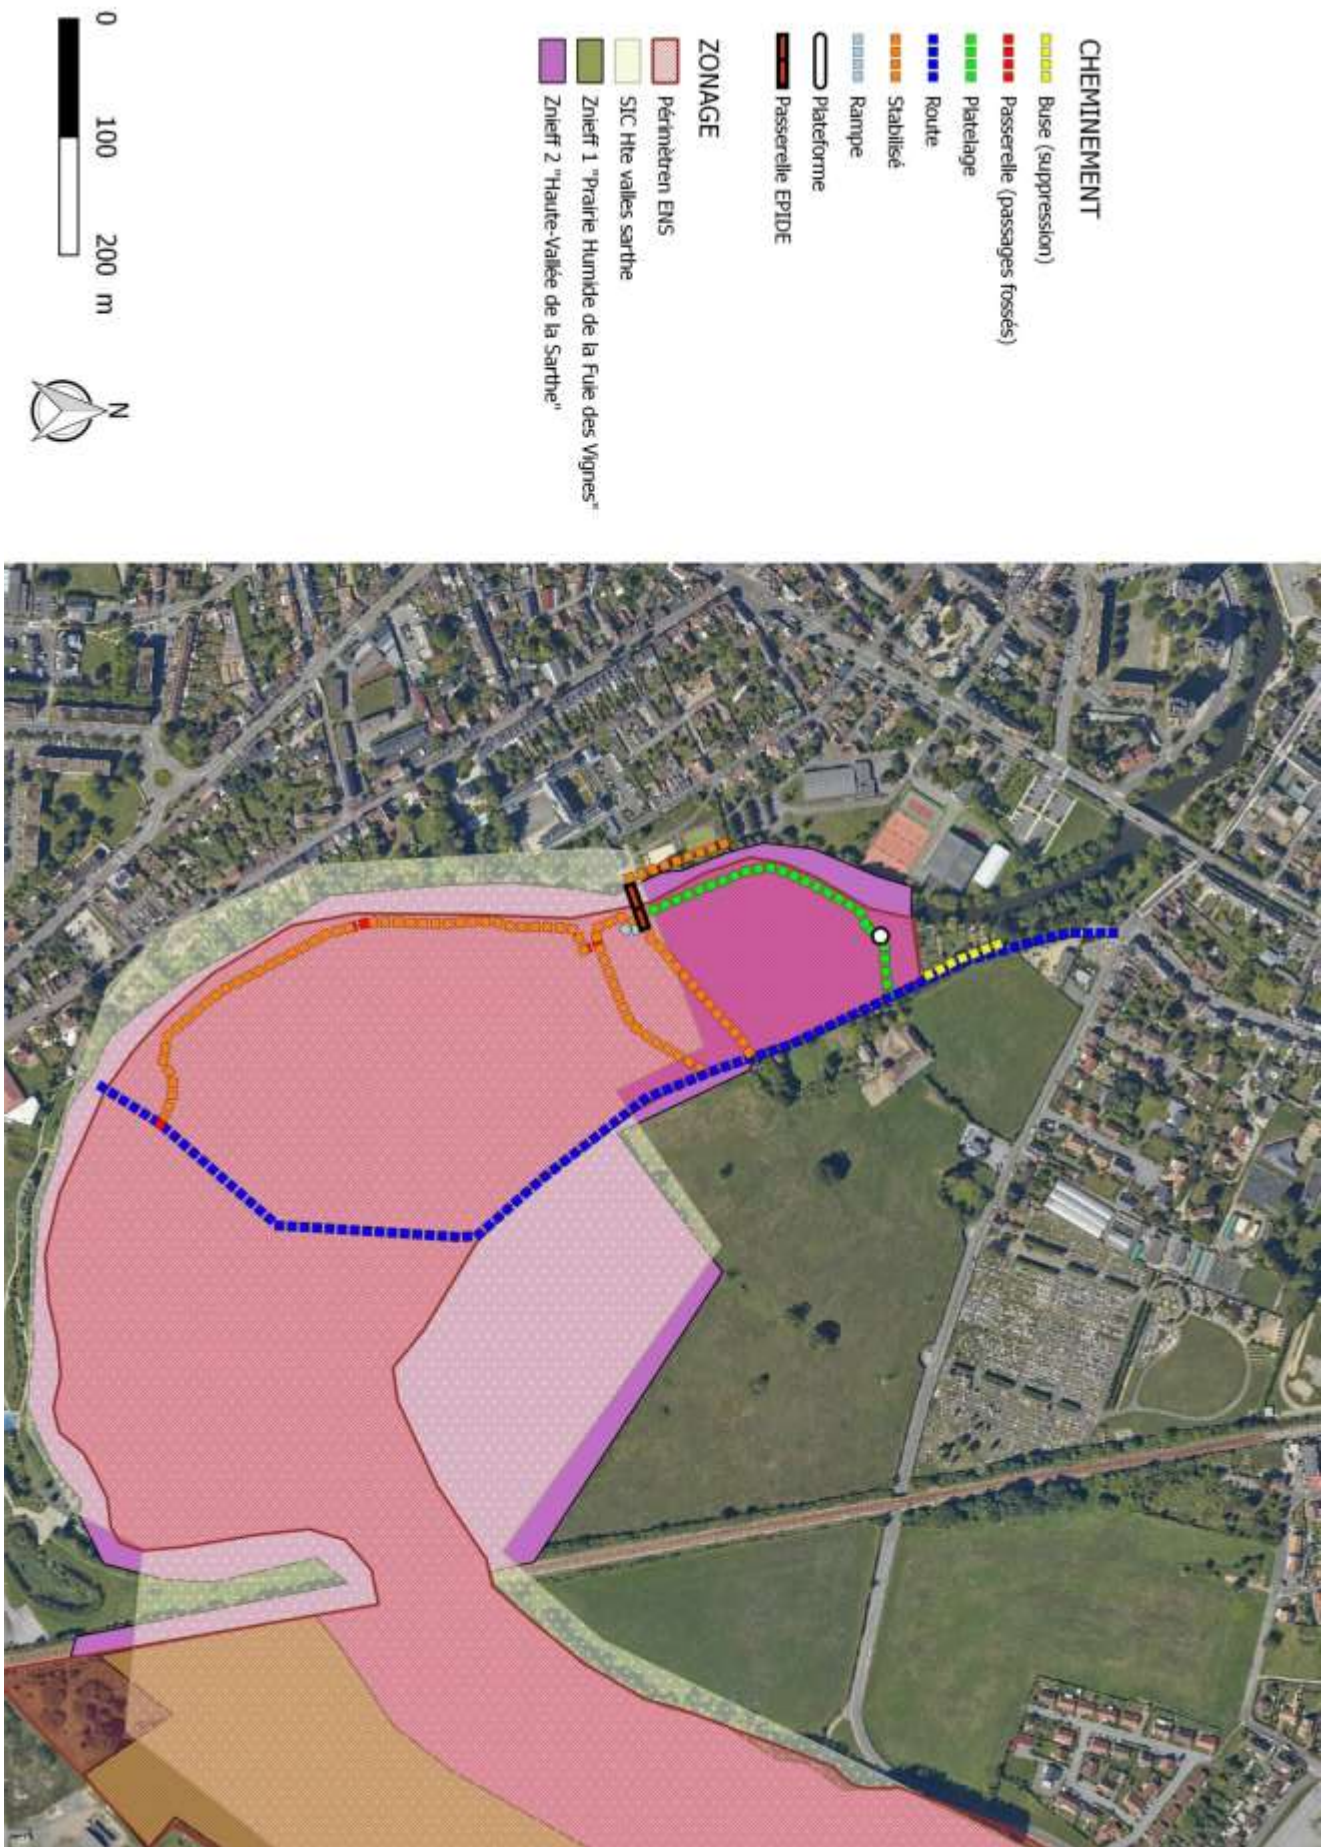 CHEMINEMENT
Buse (suppression)
Passerelle (passages fossés)
Platelage
Route
Stabilisé
Rampe
Plateforme
Passerelle EPIDE
ZONAGE
Périmètren ENS
SIC Hte valles sarthe
Znieff 1 "Prairie Humide de la Fuie des Vignes"
Znieff 2 "Haute-Vallée de la Sarthe"
0 100 200 m
N